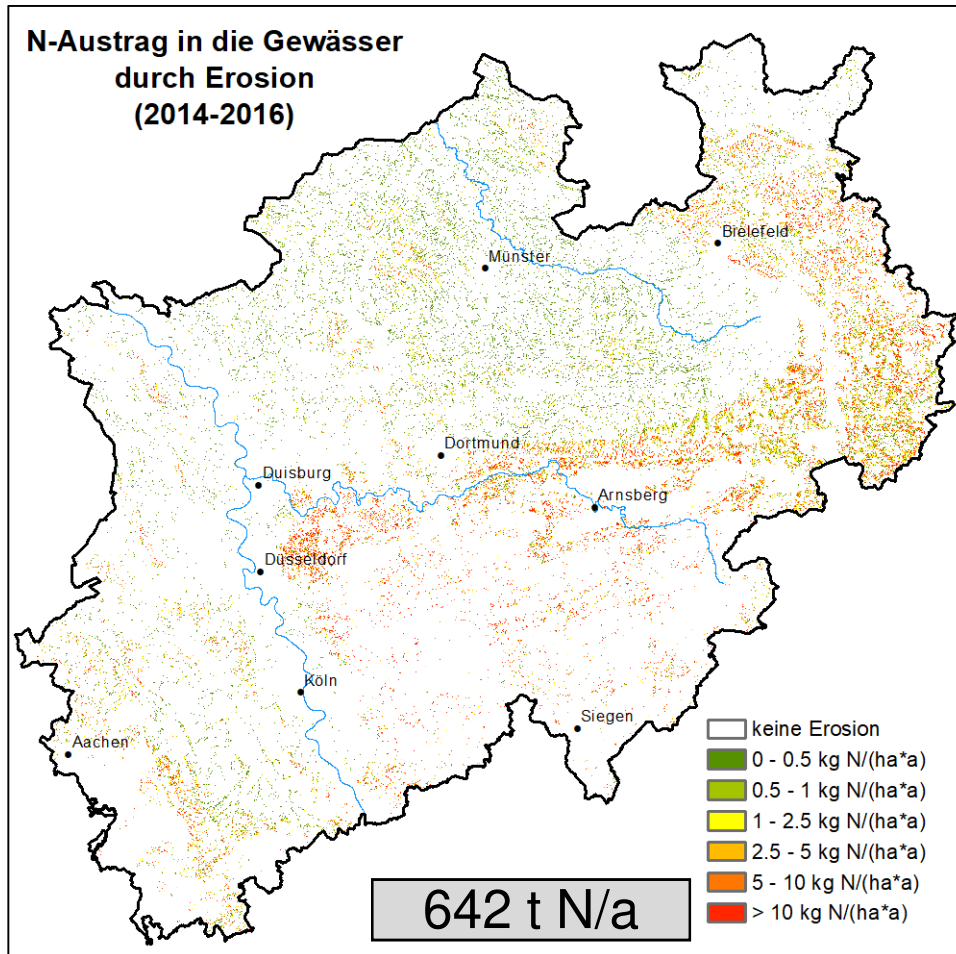 N-Austrag in die Gewässer
durch Erosion
(2014-2016)
Bielefeld
Münster
Dortmund
Duisburg
Arnsberg
Düsseldorf
Köln
Siegen
Aachen
keine Erosion
0 - 0.5 kg N/(ha*a)
0.5 - 1 kg N/(ha*a)
1 - 2.5 kg N/(ha*a)
2.5 - 5 kg N/(ha*a)
5 - 10 kg N/(ha*a)
> 10 kg N/(ha*a)
642 t N/a